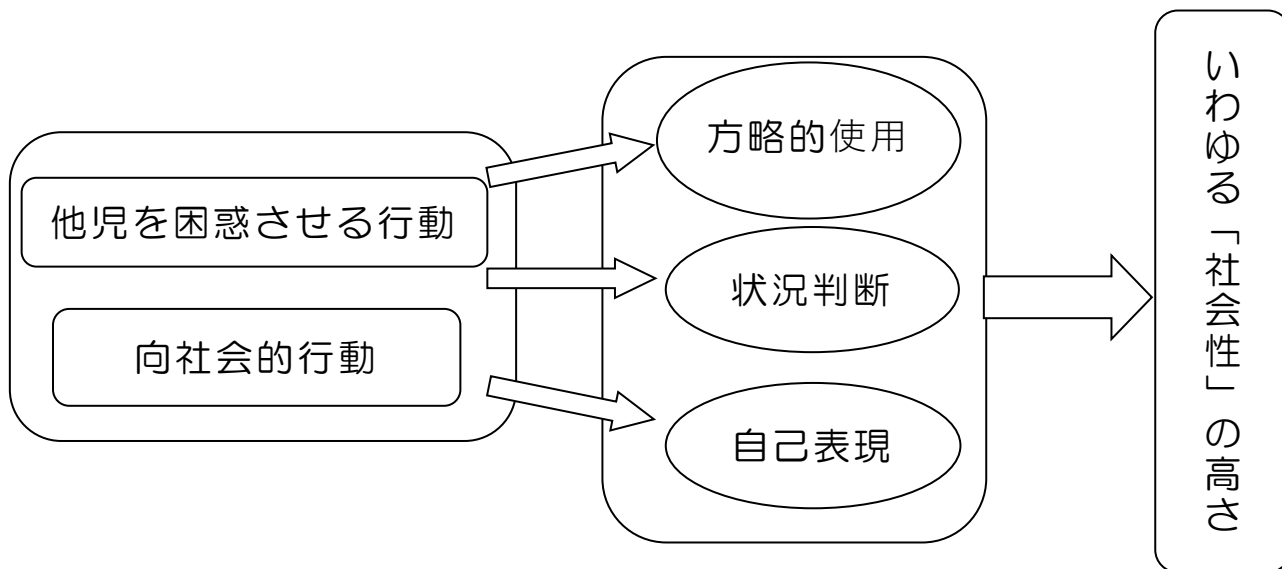 他児を困惑させる行動
向社会的行動
方略的使用
状況判断
自己表現
いわゆる「社会性」の高さ